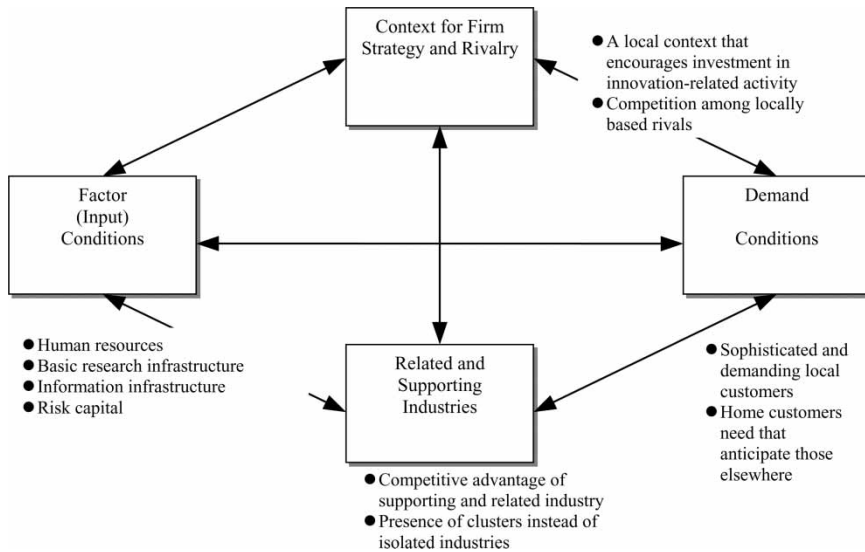 Context for Firm
Strategy and Rivalry
● A local context that
encourages investment in
innovation-related activity
● Competition among locally
based rivals
Factor
(Input)
Conditions
Demand
Conditions
● Human resources
● Basic research infrastructure
● Information infrastructure
● Risk capital
Related and
Supporting
Industries
● Sophisticated and
demanding local
customers
● Home customers
need that
anticipate those
elsewhere
● Competitive advantage of
supporting and related industry
● Presence of clusters instead of
isolated industries